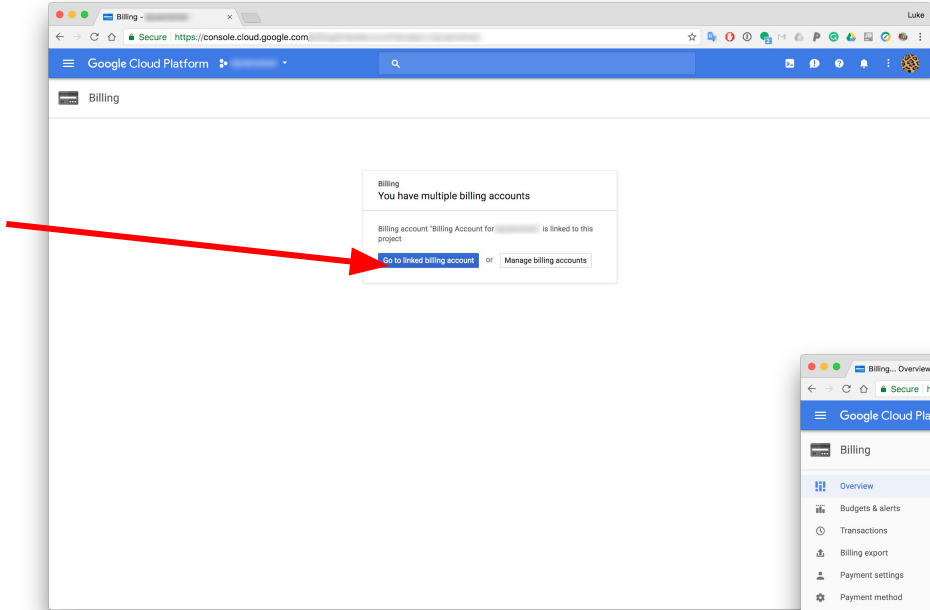 Billing -
Luke
Secure https://console.cloud.google.com
Google Cloud Platform
Billing
Billing
You have multiple billing accounts
Billing account "Billing Account for is linked to this
project
Go to linked billing account or Manage billing accounts
Billing... Overview
Secure h
Google Cloud Pla
Billing
Overview
Budgets & alerts
Transactions
Billing export
Payment settings
Payment method